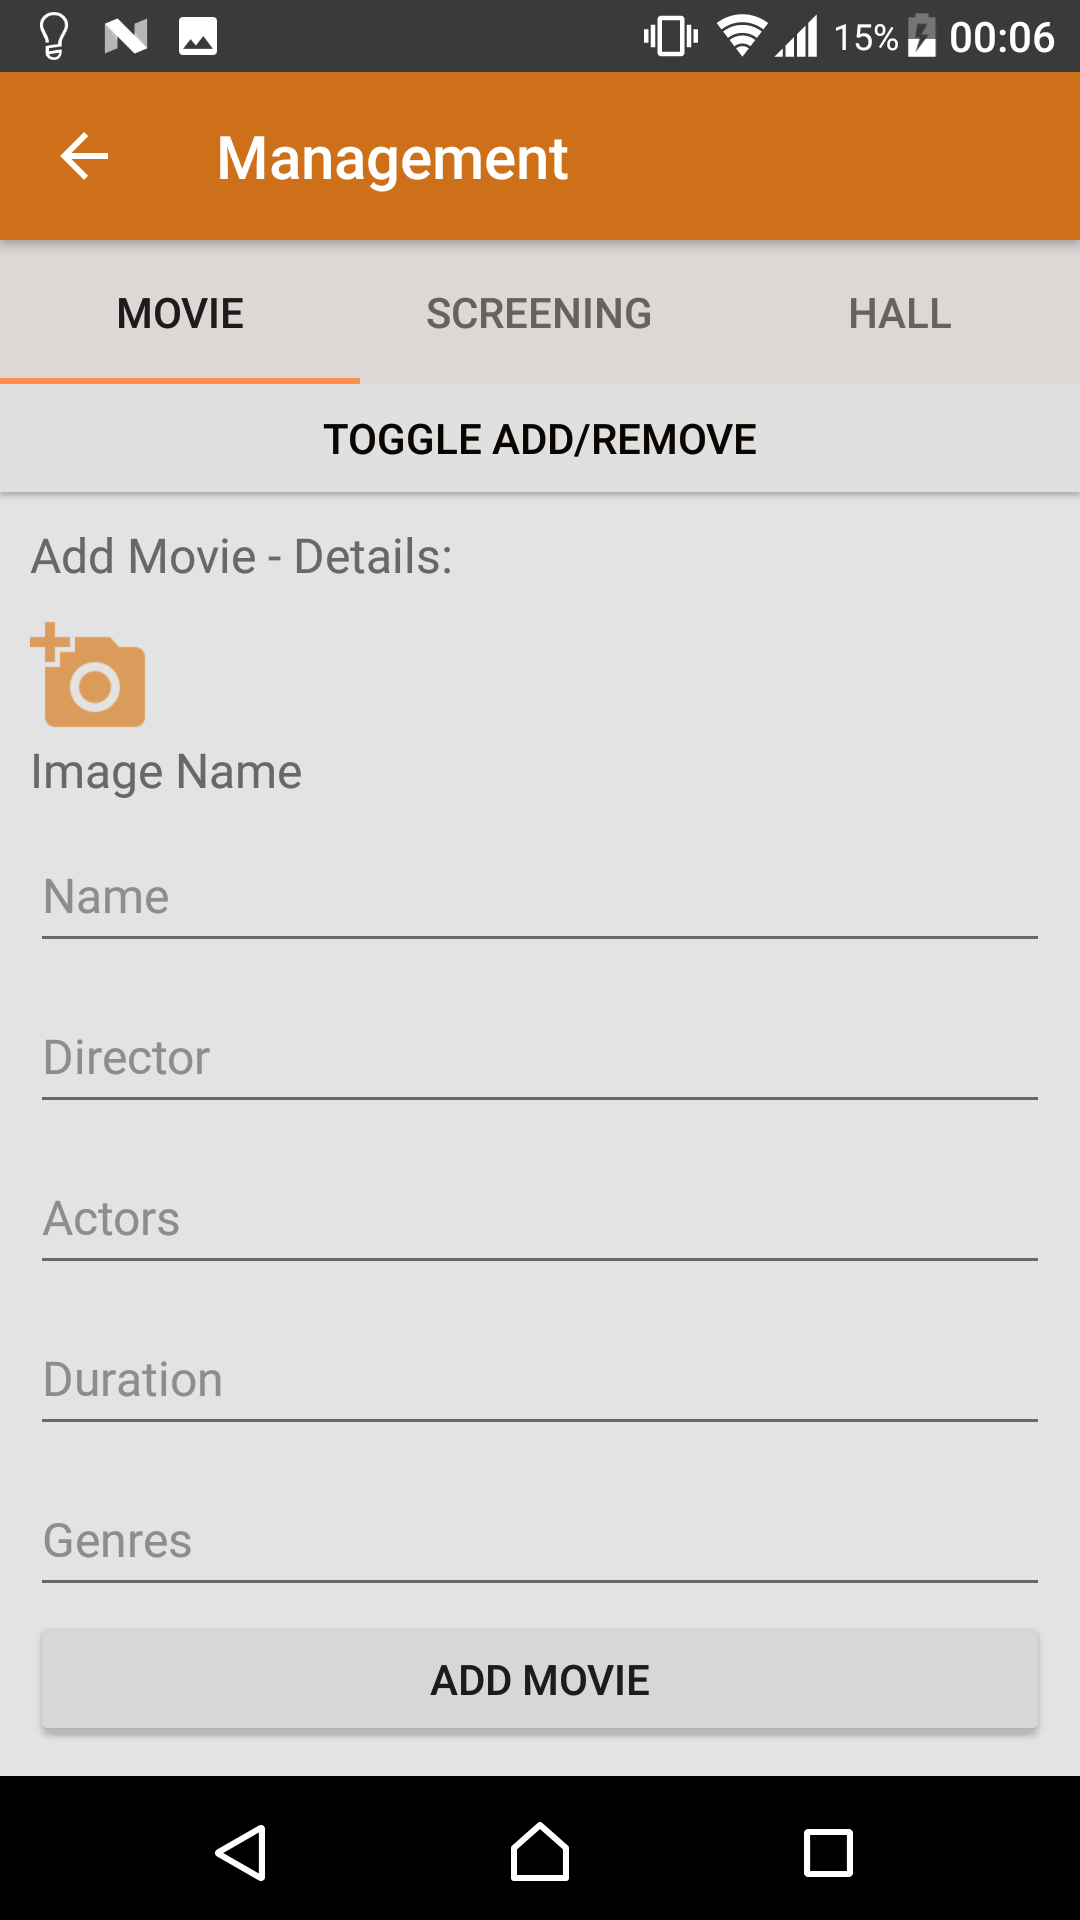 15% 00:06
Management
MOVIE SCREENING HALL
TOGGLE ADD/REMOVE
Add Movie - Details:
Image Name
Name
Director
Actors
Duration
Genres
ADD MOVIE